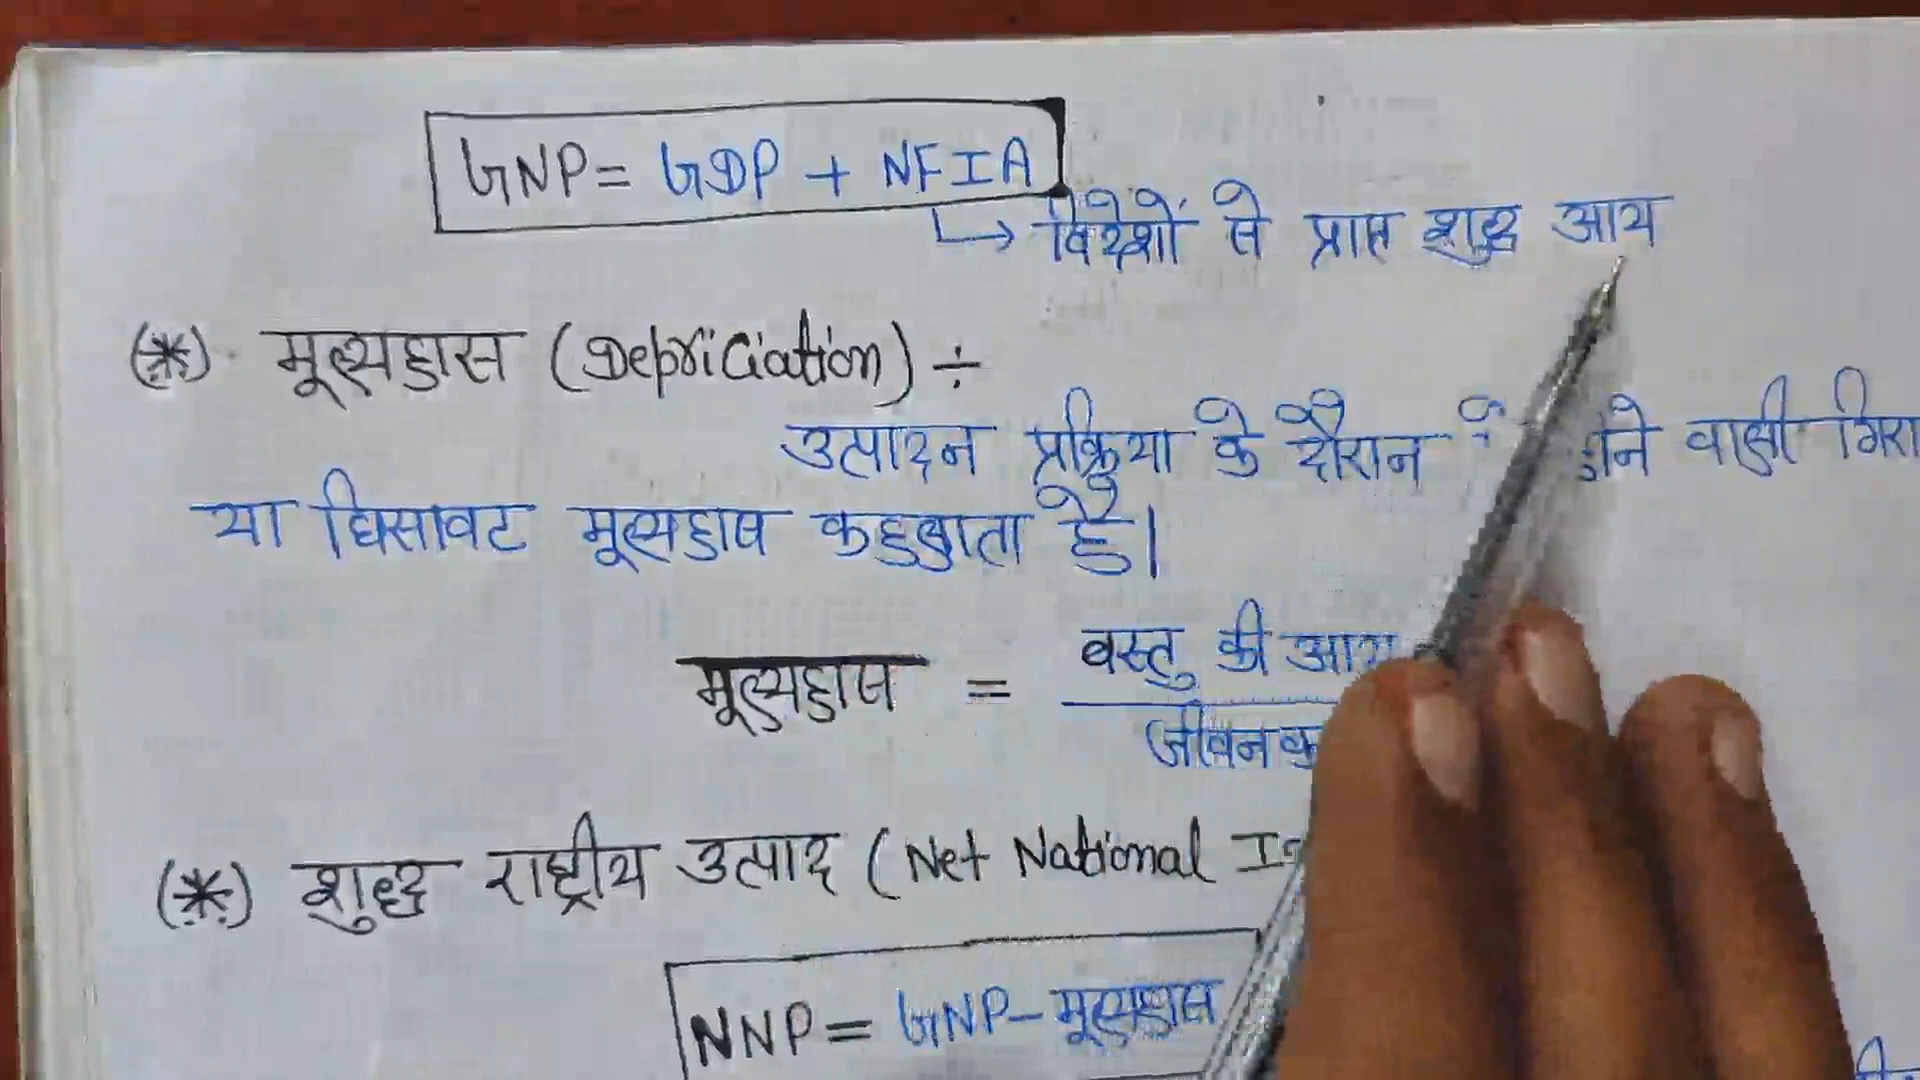 GNP = GDP + NFIA
↳ विदेशों से प्राप्त शुद्ध आय
(*) मूल्यह्रास (Depriciation) ÷
उत्पादन प्रक्रिया के दौरान होने वाली
या घिसावट मूल्यह्रास कहलाता है।
मूल्यह्रास = वस्तु की
(*) शुद्ध राष्ट्रीय उत्पाद (Net National
NNP = GNP - मूल्यह्रास